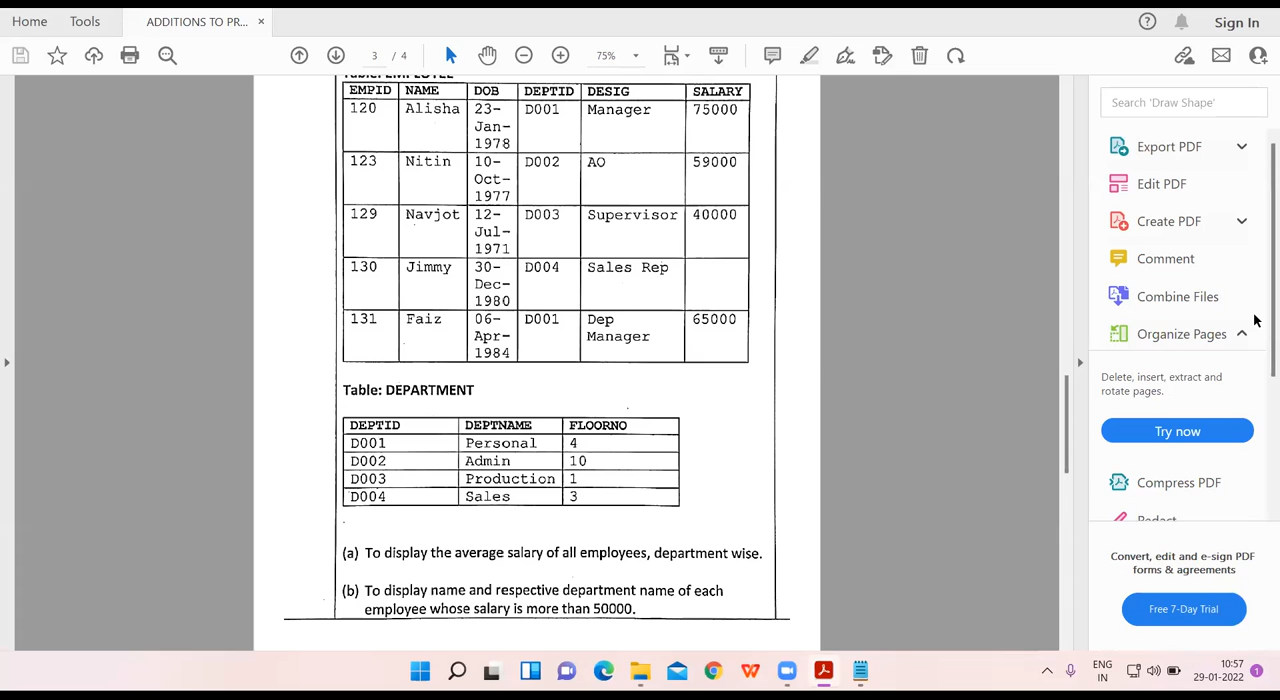 Home Tools ADDITIONS TO PR... ×
Sign In
3 / 4 75%
Table: EMPLOYEE
EMPID NAME DOB DEPTID DESIG SALARY
120 Alisha 23-Jan-1978 D001 Manager 75000
123 Nitin 10-Oct-1977 D002 AO 59000
129 Navjot 12-Jul-1971 D003 Supervisor 40000
130 Jimmy 30-Dec-1980 D004 Sales Rep
131 Faiz 06-Apr-1984 D001 Dep Manager 65000
Table: DEPARTMENT
DEPTID DEPTNAME FLOORNO
D001 Personal 4
D002 Admin 10
D003 Production 1
D004 Sales 3
(a) To display the average salary of all employees, department wise.
(b) To display name and respective department name of each
employee whose salary is more than 50000.
Search 'Draw Shape'
Export PDF
Edit PDF
Create PDF
Comment
Combine Files
Organize Pages
Delete, insert, extract and
rotate pages.
Try now
Compress PDF
Redact
Convert, edit and e-sign PDF
forms & agreements
Free 7-Day Trial
ENG
IN
10:57
29-01-2022
1